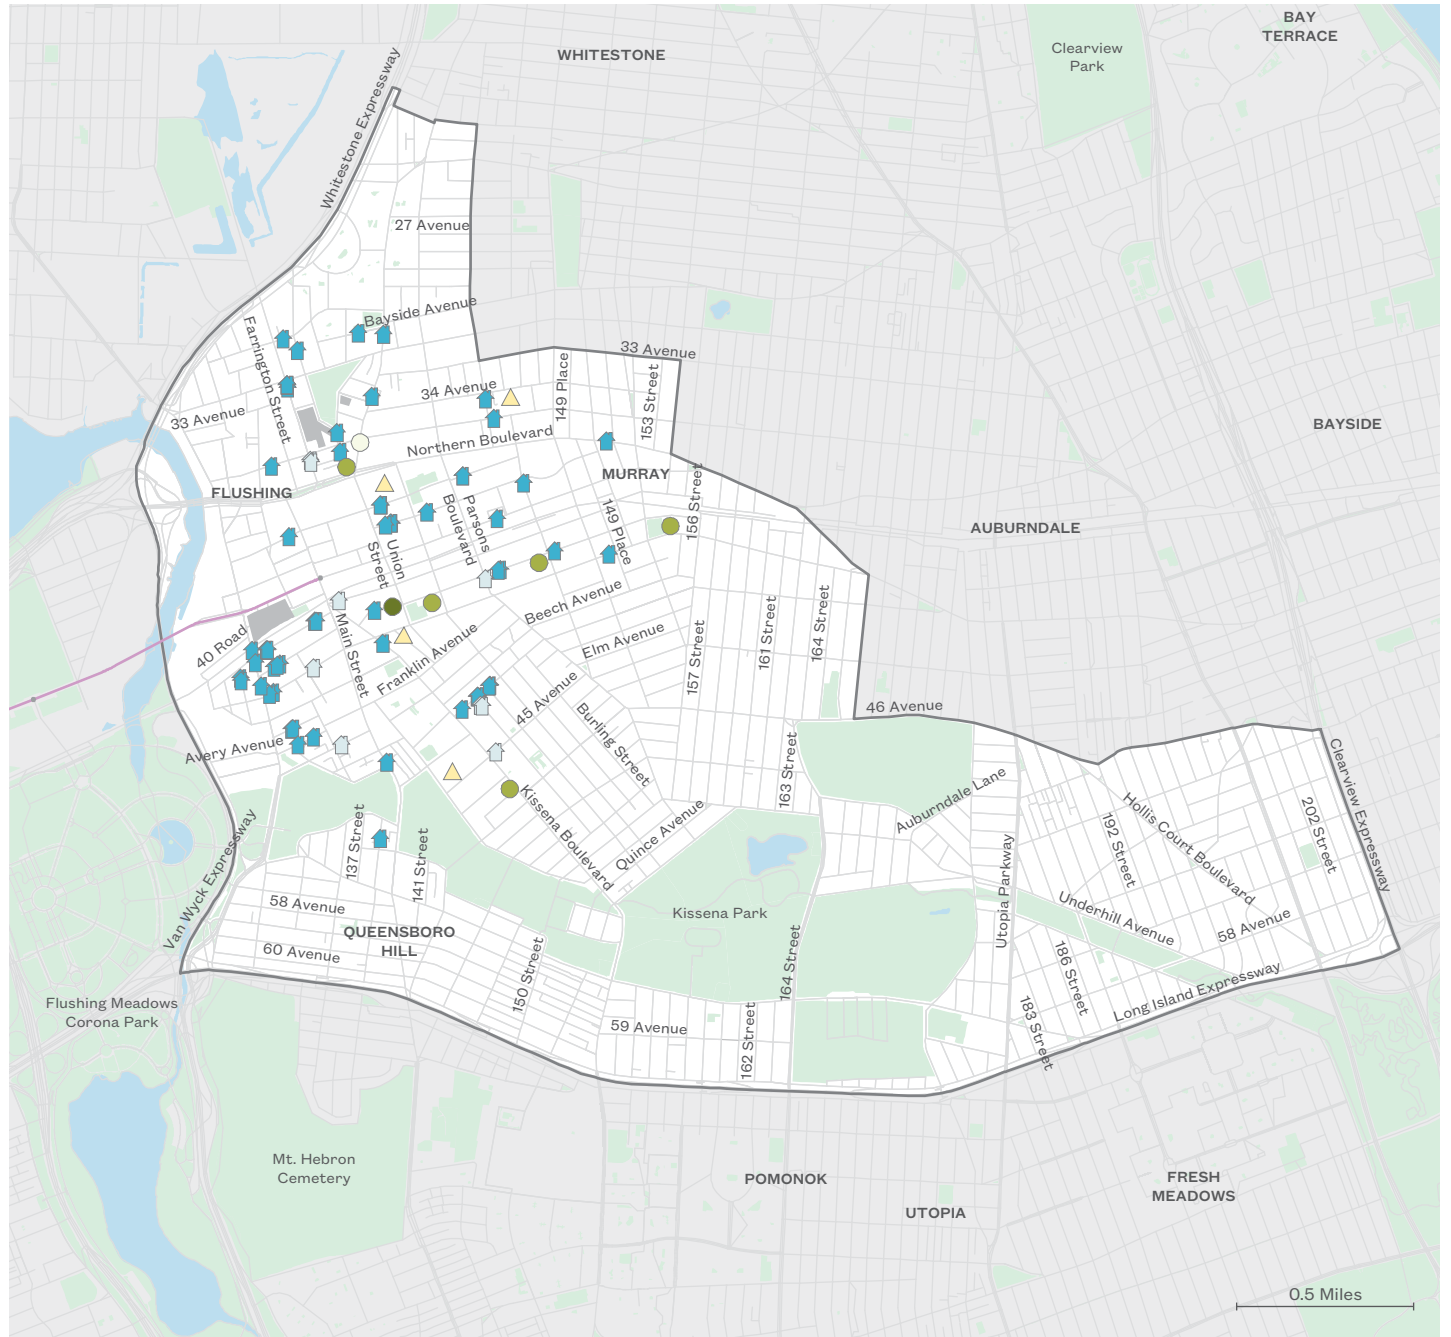 BAY
TERRACE
WHITESTONE
Clearview
Park
Whitestone Expressway
27 Avenue
Bayside Avenue
Farrington Street
33 Avenue
34 Avenue
149 Place
153 Street
33 Avenue
BAYSIDE
Northern Boulevard
MURRAY
FLUSHING
Parsons
Boulevard
149 Place
156 Street
AUBURNDALE
Union
Street
Beech Avenue
Main Street
40 Road
Elm Avenue
Franklin Avenue
157 Street
161 Street
164 Street
45 Avenue
46 Avenue
Burling Street
Avery Avenue
163 Street
Clearview Expressway
Auburndale Lane
Hollis Court Boulevard
192 Street
202 Street
Kissena Boulevard
Quince Avenue
137 Street
141 Street
Van Wyck Expressway
Utopia Parkway
58 Avenue
Kissena Park
Underhill Avenue
58 Avenue
QUEENSBORO
HILL
60 Avenue
150 Street
164 Street
186 Street
Long Island Expressway
Flushing Meadows
Corona Park
59 Avenue
162 Street
183 Street
Mt. Hebron
Cemetery
POMONOK
FRESH
MEADOWS
UTOPIA
0.5 Miles